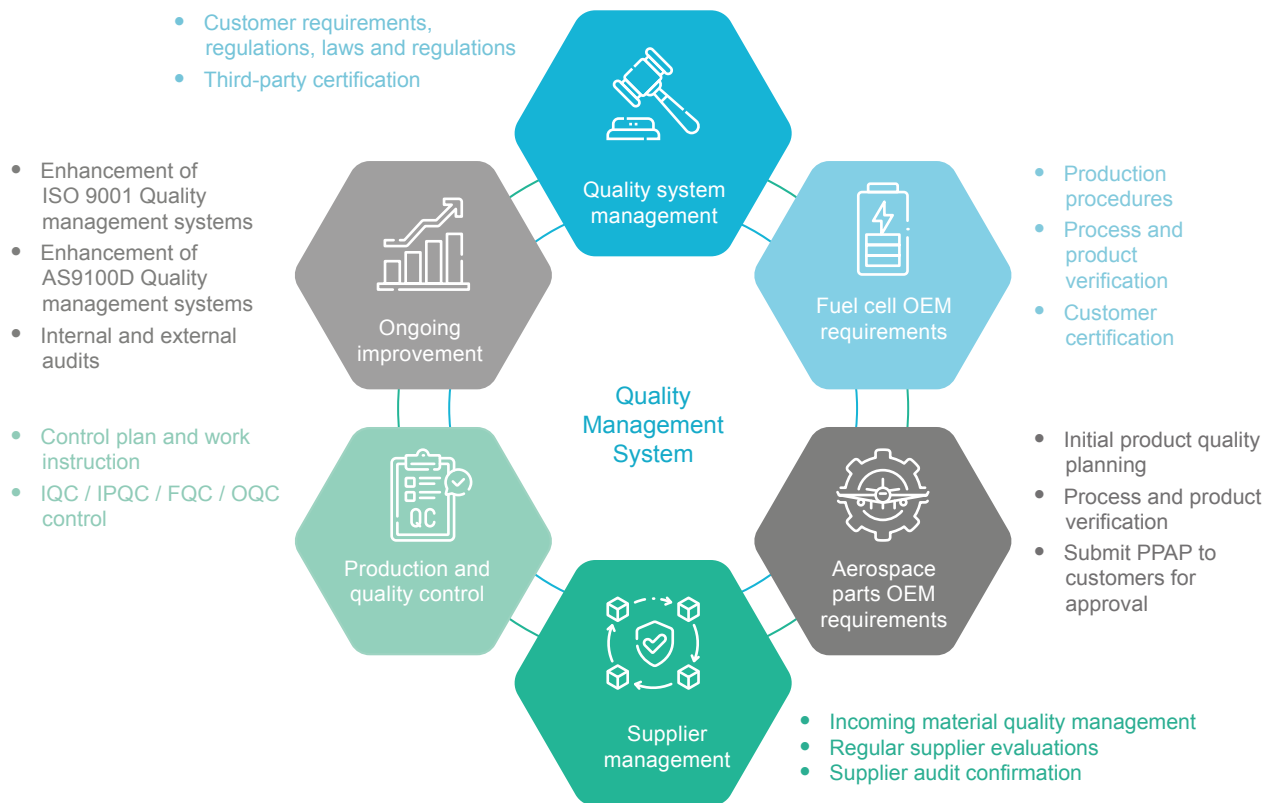 • Customer requirements,
regulations, laws and regulations
• Third-party certification
Quality system
management
• Enhancement of
ISO 9001 Quality
management systems
• Enhancement of
AS9100D Quality
management systems
• Internal and external
audits
Ongoing
improvement
Fuel cell OEM
requirements
• Production
procedures
• Process and
product
verification
• Customer
certification
Quality
Management
System
• Control plan and work
instruction
• IQC / IPQC / FQC / OQC
control
QC
Production and
quality control
Aerospace
parts OEM
requirements
• Initial product quality
planning
• Process and product
verification
• Submit PPAP to
customers for
approval
Supplier
management
• Incoming material quality management
• Regular supplier evaluations
• Supplier audit confirmation